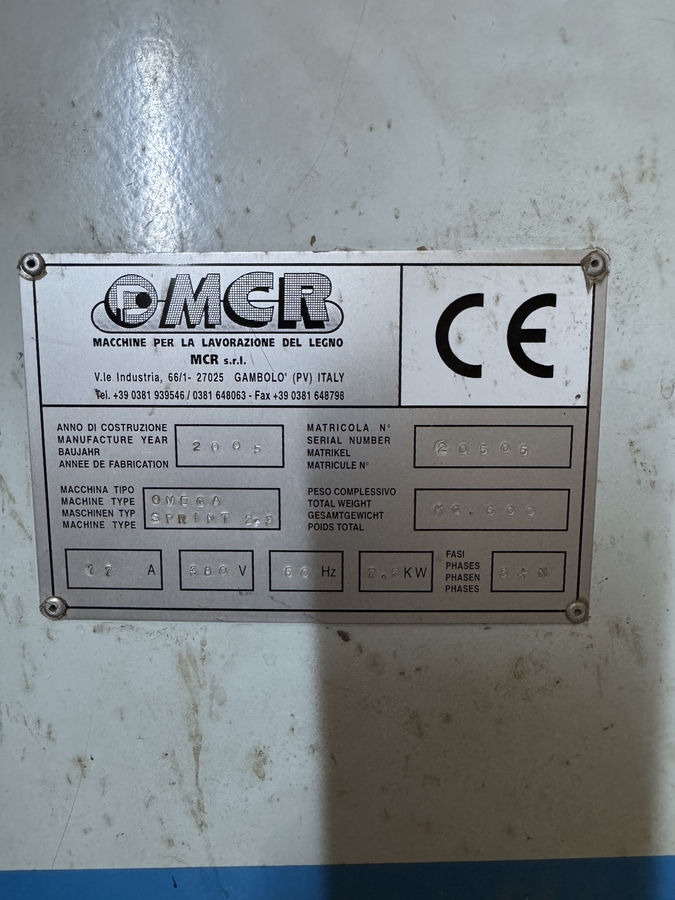 MCR
CE
MACCHINE PER LA LAVORAZIONE DEL LEGNO
MCR s.r.l.
V.le Industria, 66/1- 27025 GAMBOLO' (PV) ITALY
Tel. +39 0381 939546 / 0381 648063 - Fax +39 0381 648798
ANNO DI COSTRUZIONE
MANUFACTURE YEAR
BAUJAHR
ANNEE DE FABRICATION
2005
MATRICOLA N°
SERIAL NUMBER
MATRIKEL
MATRICULE N°
MACCHINA TIPO
MACHINE TYPE
MASCHINEN TYP
MACHINE TYPE
OMEGA
SPRINT
PESO COMPLESSIVO
TOTAL WEIGHT
GESAMTGEWICHT
POIDS TOTAL
17 A
380 V
Hz
KW
FASI
PHASES
PHASEN
PHASES